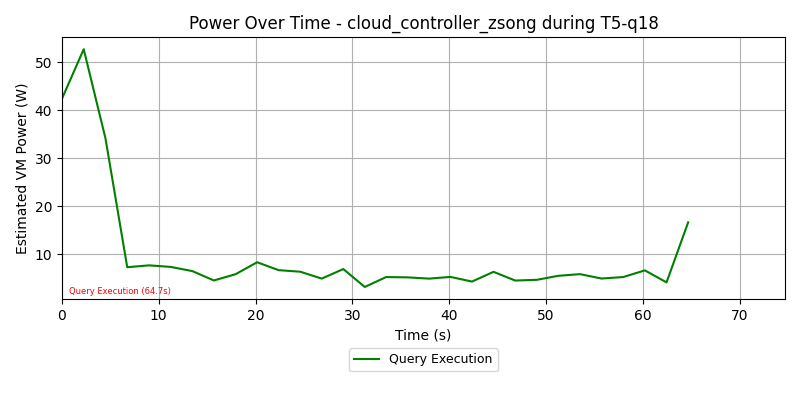 Power Over Time - cloud_controller_zsong during T5-q18
Estimated VM Power (W)
50
40
30
20
10
Query Execution (64.7s)
0 10 20 30 40 50 60 70
Time (s)
Query Execution